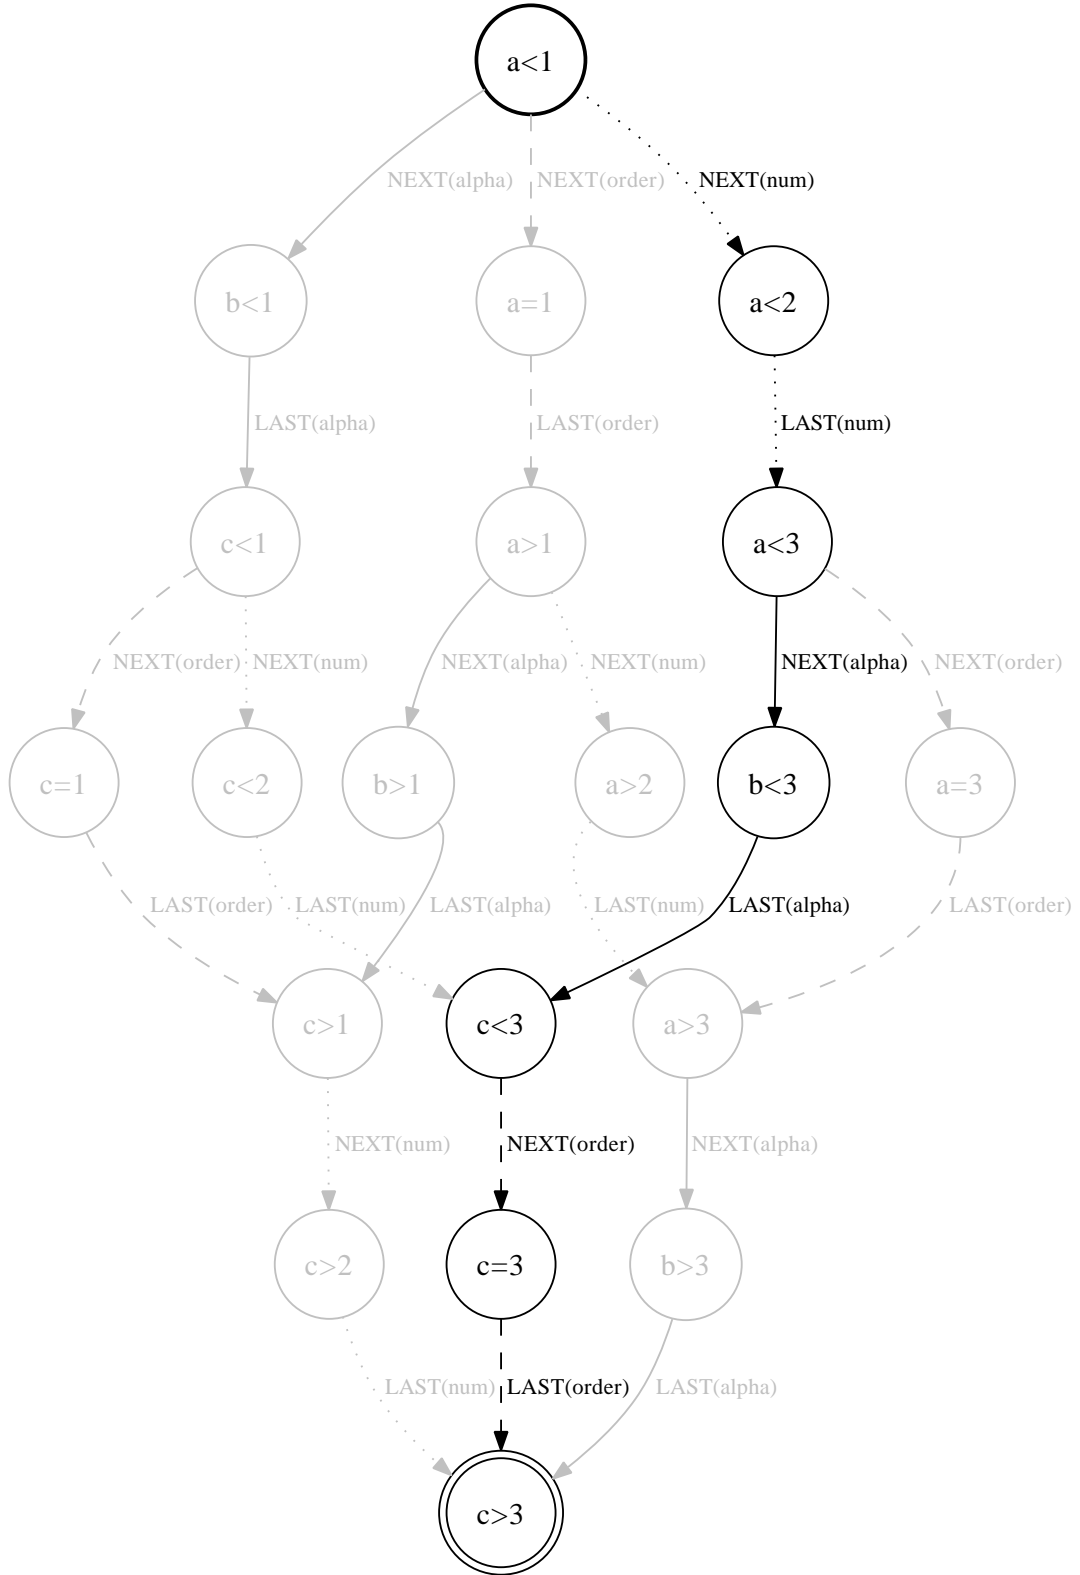 a<1
NEXT(alpha) NEXT(order) NEXT(num)
b<1 a=1 a<2
LAST(alpha) LAST(order) LAST(num)
c<1 a>1 a<3
NEXT(order) NEXT(num) NEXT(alpha) NEXT(num) NEXT(alpha) NEXT(order)
c=1 c<2 b>1 a>2 b<3 a=3
LAST(order) LAST(num) LAST(alpha) LAST(num) LAST(alpha) LAST(order)
c>1 c<3 a>3
NEXT(num) NEXT(order) NEXT(alpha)
c>2 c=3 b>3
LAST(num) LAST(order) LAST(alpha)
c>3